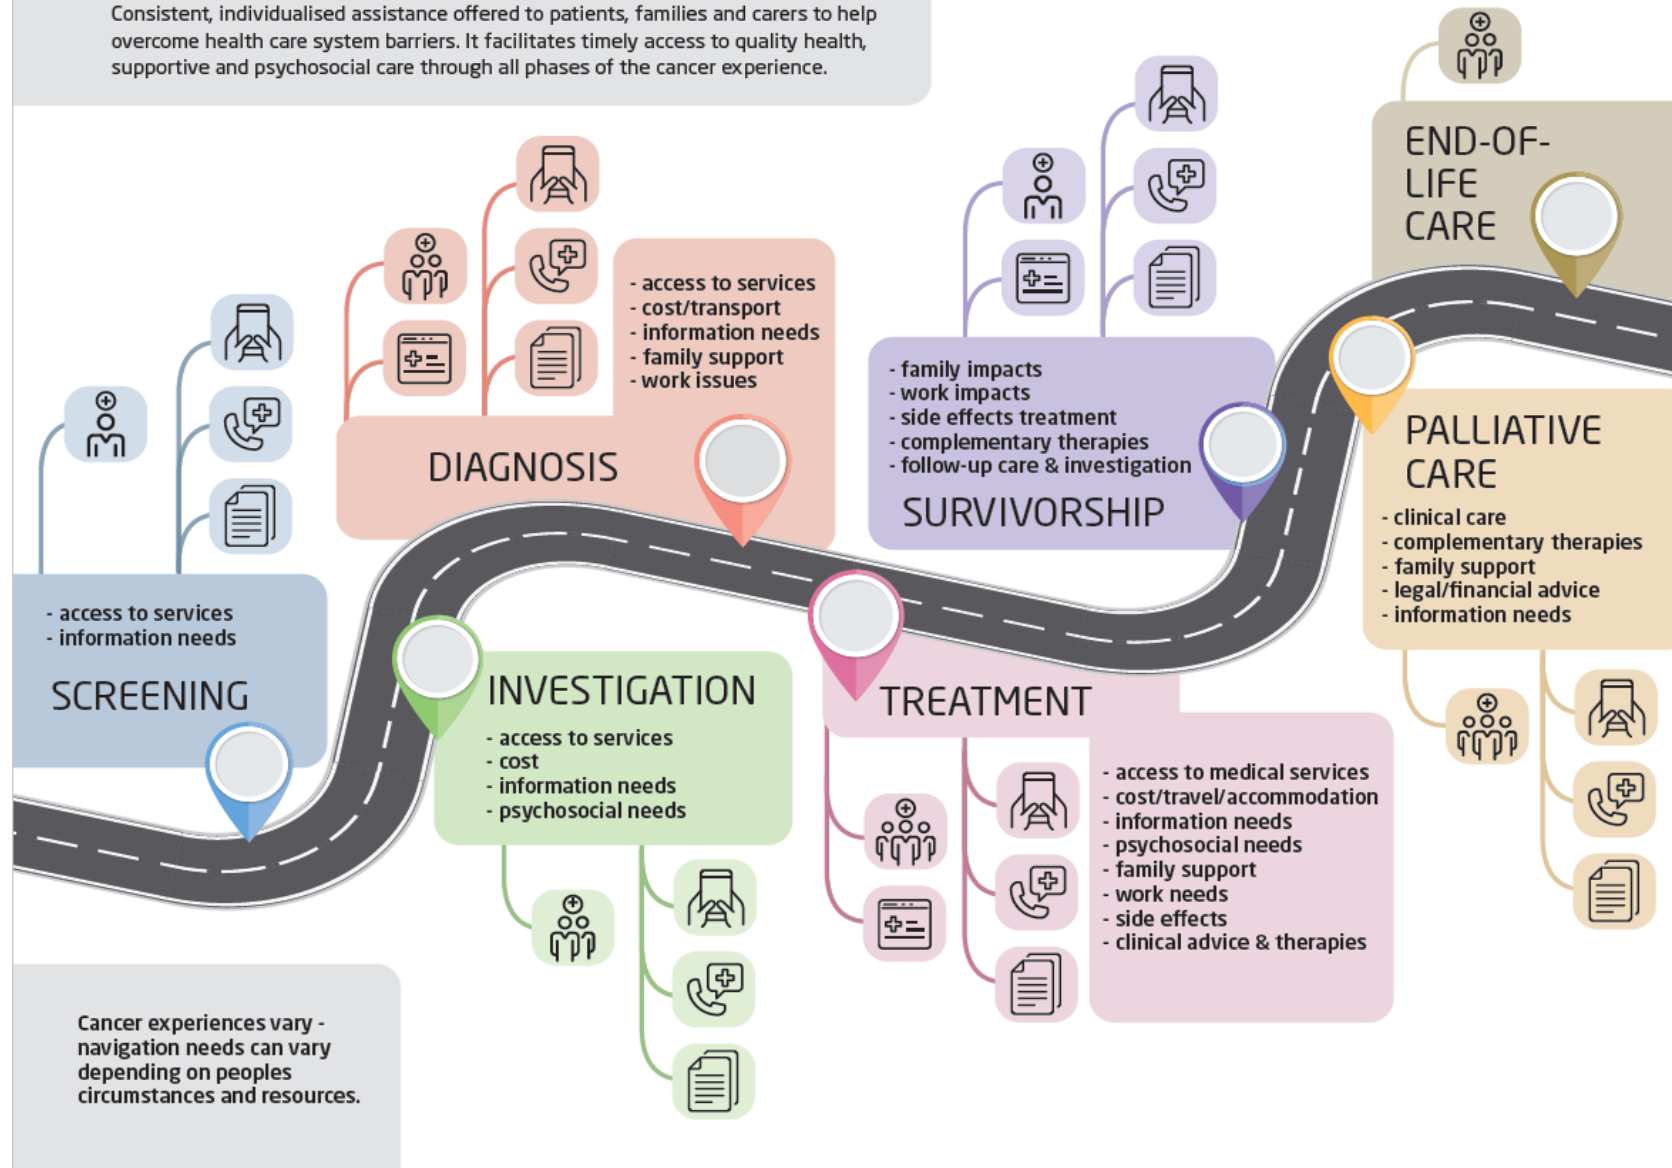 Consistent, individualised assistance offered to patients, families and carers to help
overcome health care system barriers. It facilitates timely access to quality health,
supportive and psychosocial care through all phases of the cancer experience.
- access to services
- information needs
SCREENING
- access to services
- cost/transport
- information needs
- family support
- work issues
DIAGNOSIS
INVESTIGATION
- access to services
- cost
- information needs
- psychosocial needs
- family impacts
- work impacts
- side effects treatment
- complementary therapies
- follow-up care & investigation
SURVIVORSHIP
TREATMENT
- access to medical services
- cost/travel/accommodation
- information needs
- psychosocial needs
- family support
- work needs
- side effects
- clinical advice & therapies
END-OF-
LIFE
CARE
PALLIATIVE
CARE
- clinical care
- complementary therapies
- family support
- legal/financial advice
- information needs
Cancer experiences vary -
navigation needs can vary
depending on peoples
circumstances and resources.